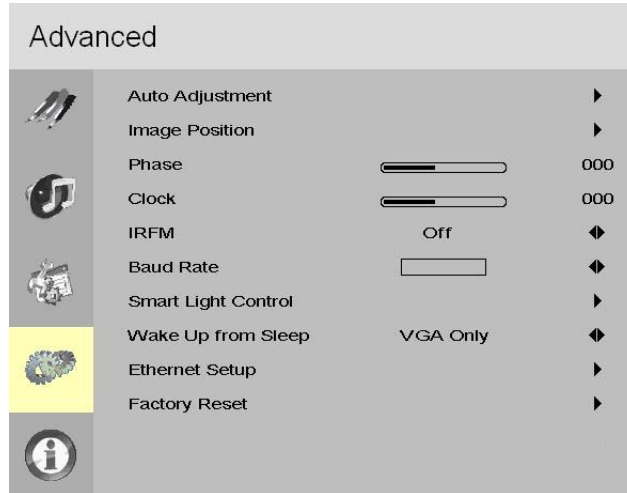 Advanced
Auto Adjustment
Image Position
Phase 000
Clock 000
IRFM Off
Baud Rate
Smart Light Control
Wake Up from Sleep VGA Only
Ethernet Setup
Factory Reset